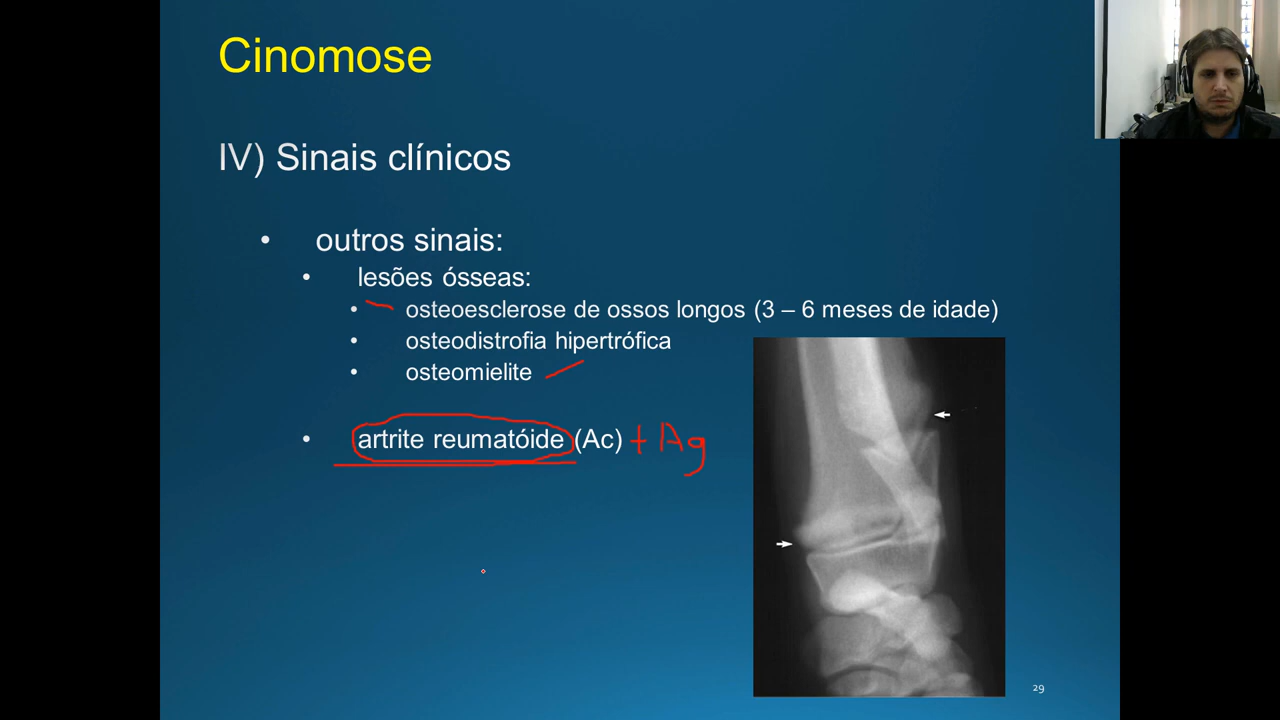 Cinomose
IV) Sinais clínicos
• outros sinais:
• lesões ósseas:
• osteoesclerose de ossos longos (3 – 6 meses de idade)
• osteodistrofia hipertrófica
• osteomielite
• artrite reumatóide (Ac) + Ag
29